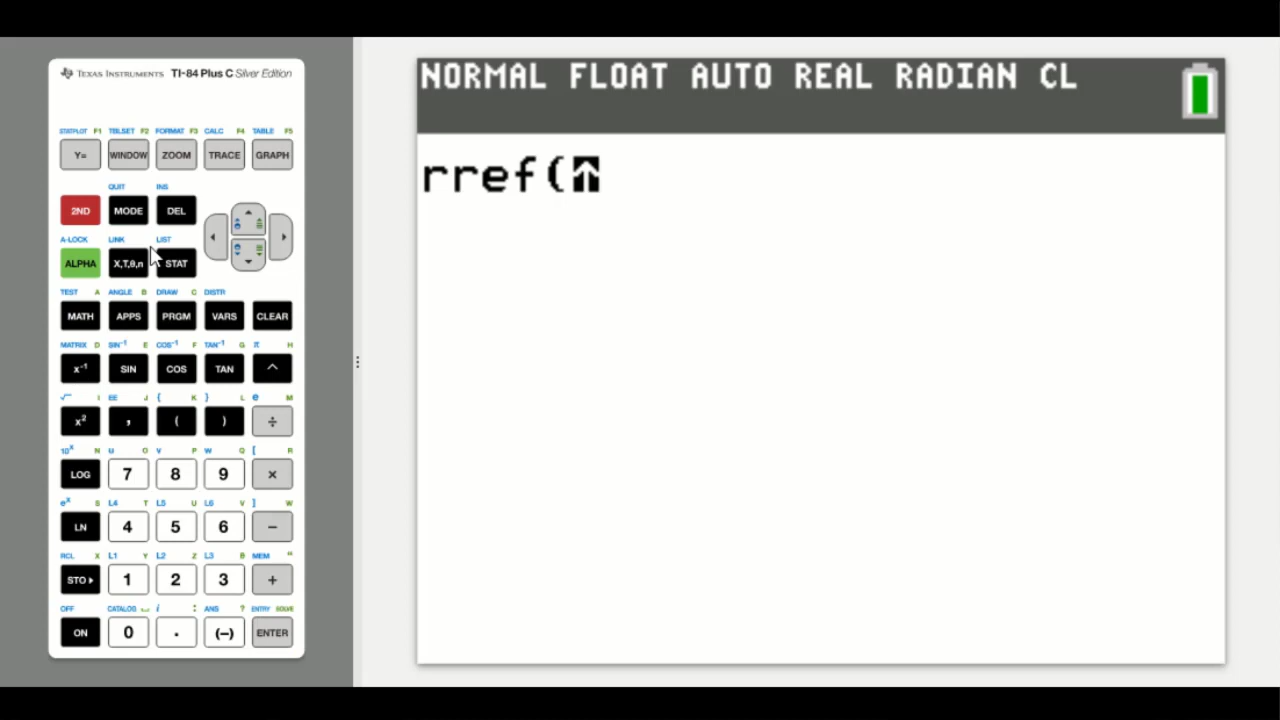 TEXAS INSTRUMENTS TI-84 Plus C Silver Edition
STATPLOT F1 TBLSET F2 FORMAT F3 CALC F4 TABLE F5
Y= WINDOW ZOOM TRACE GRAPH
QUIT INS
2ND MODE DEL
A-LOCK LINK LIST
ALPHA X,T,θ,n STAT
TEST A ANGLE B DRAW C DISTR
MATH APPS PRGM VARS CLEAR
MATRIX D SIN⁻¹ E COS⁻¹ F TAN⁻¹ G π H
x⁻¹ SIN COS TAN ^
√ I EE J { K } L e M
x² , ( ) ÷
10ˣ N u O v P w Q [ R
LOG 7 8 9 ×
eˣ S L4 T L5 U L6 V ] W
LN 4 5 6 −
RCL X L1 Y L2 Z L3 θ MEM "
STO▸ 1 2 3 +
OFF CATALOG ⎵ i : ANS ? ENTRY SOLVE
ON 0 . (−) ENTER
NORMAL FLOAT AUTO REAL RADIAN CL
rref(